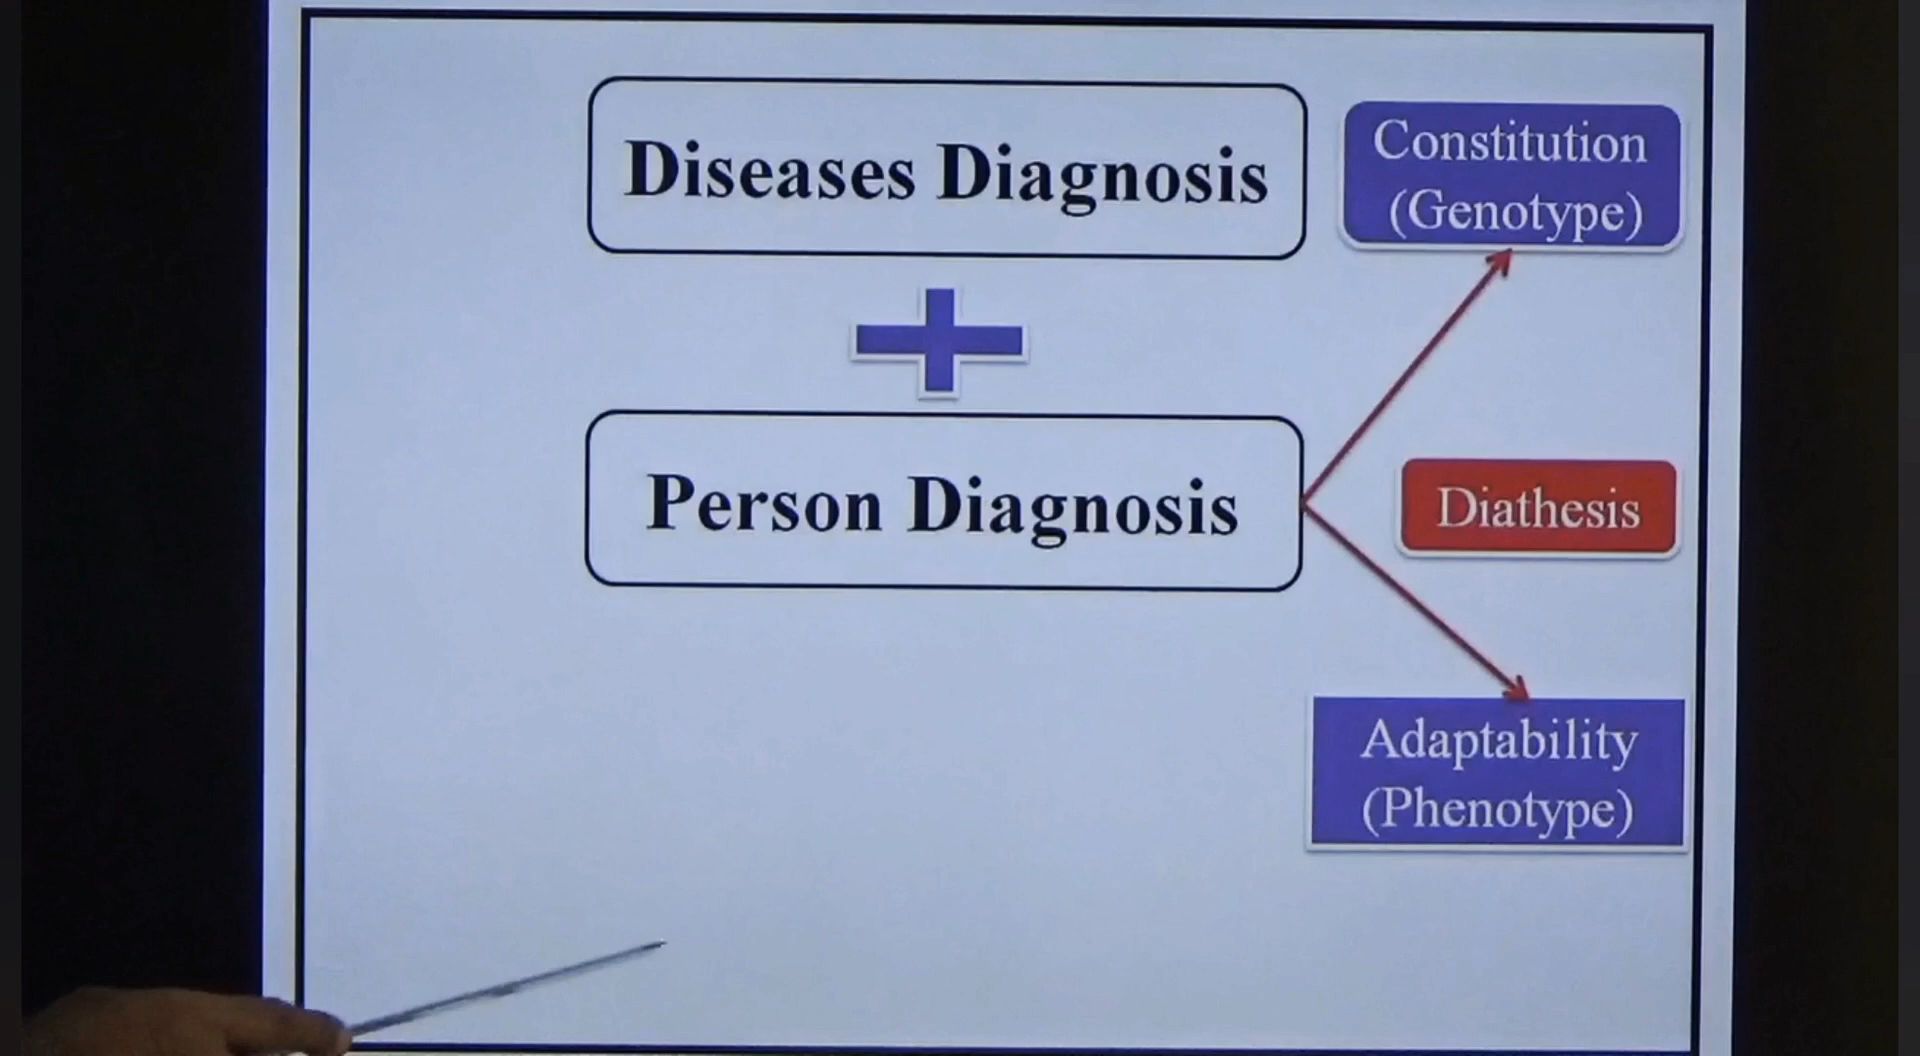 Diseases Diagnosis
Constitution
(Genotype)
Person Diagnosis
Diathesis
Adaptability
(Phenotype)